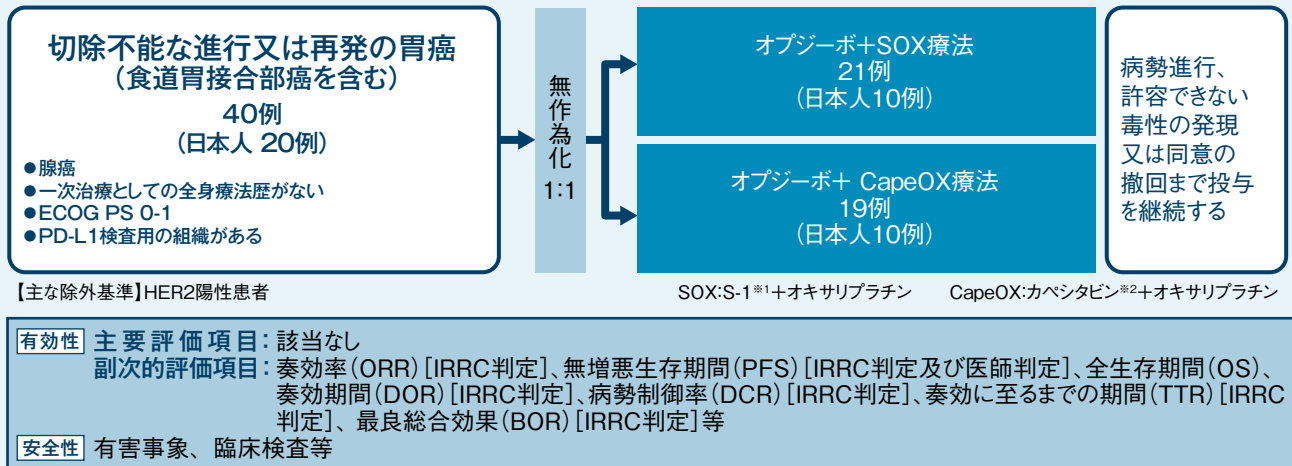 切除不能な進行又は再発の胃癌
（食道胃接合部癌を含む）
40例
（日本人 20例）
●腺癌
●一次治療としての全身療法歴がない
●ECOG PS 0-1
●PD-L1検査用の組織がある
無作為化
1:1
オプジーボ+SOX療法
21例
（日本人10例）
オプジーボ+ CapeOX療法
19例
（日本人10例）
病勢進行、
許容できない
毒性の発現
又は同意の
撤回まで投与
を継続する
【主な除外基準】HER2陽性患者
SOX:S-1※1+オキサリプラチン CapeOX:カペシタビン※2+オキサリプラチン
有効性 主要評価項目：該当なし
副次的評価項目：奏効率（ORR）［IRRC判定］、無増悪生存期間（PFS）［IRRC判定及び医師判定］、全生存期間（OS）、
奏効期間（DOR）［IRRC判定］、病勢制御率（DCR）［IRRC判定］、奏効に至るまでの期間（TTR）［IRRC
判定］、最良総合効果（BOR）［IRRC判定］等
安全性 有害事象、臨床検査等